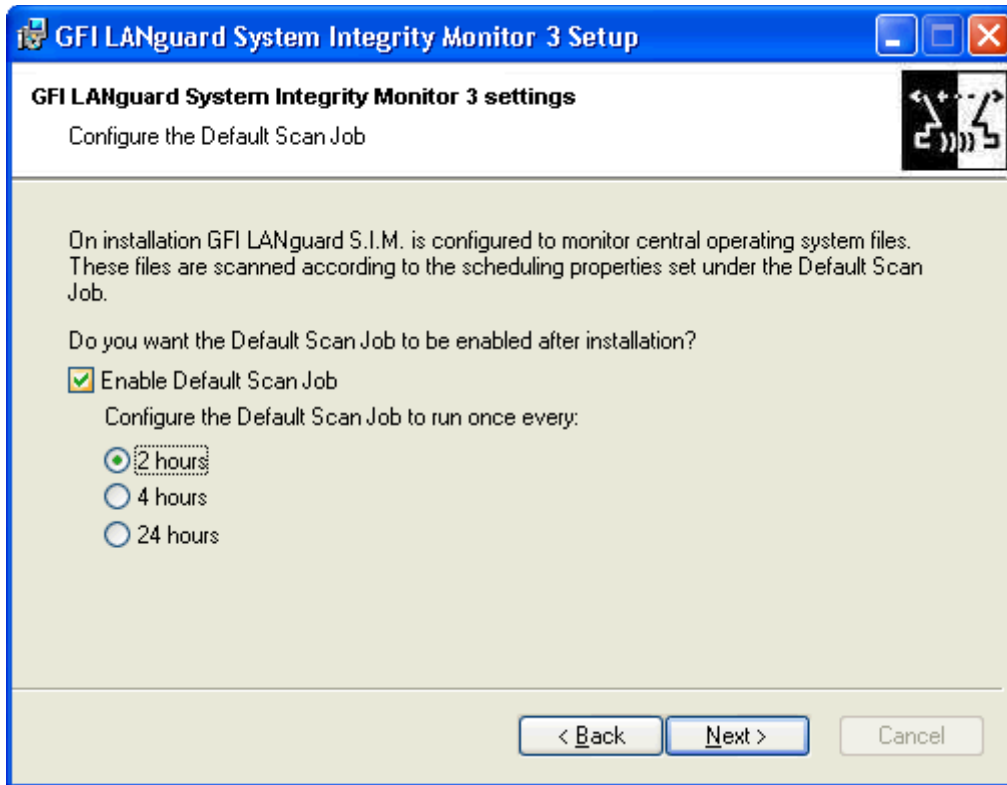 GFI LANguard System Integrity Monitor 3 Setup
GFI LANguard System Integrity Monitor 3 settings
Configure the Default Scan Job
On installation GFI LANguard S.I.M. is configured to monitor central operating system files.
These files are scanned according to the scheduling properties set under the Default Scan
Job.
Do you want the Default Scan Job to be enabled after installation?
Enable Default Scan Job
Configure the Default Scan Job to run once every:
2 hours
4 hours
24 hours
< Back Next > Cancel